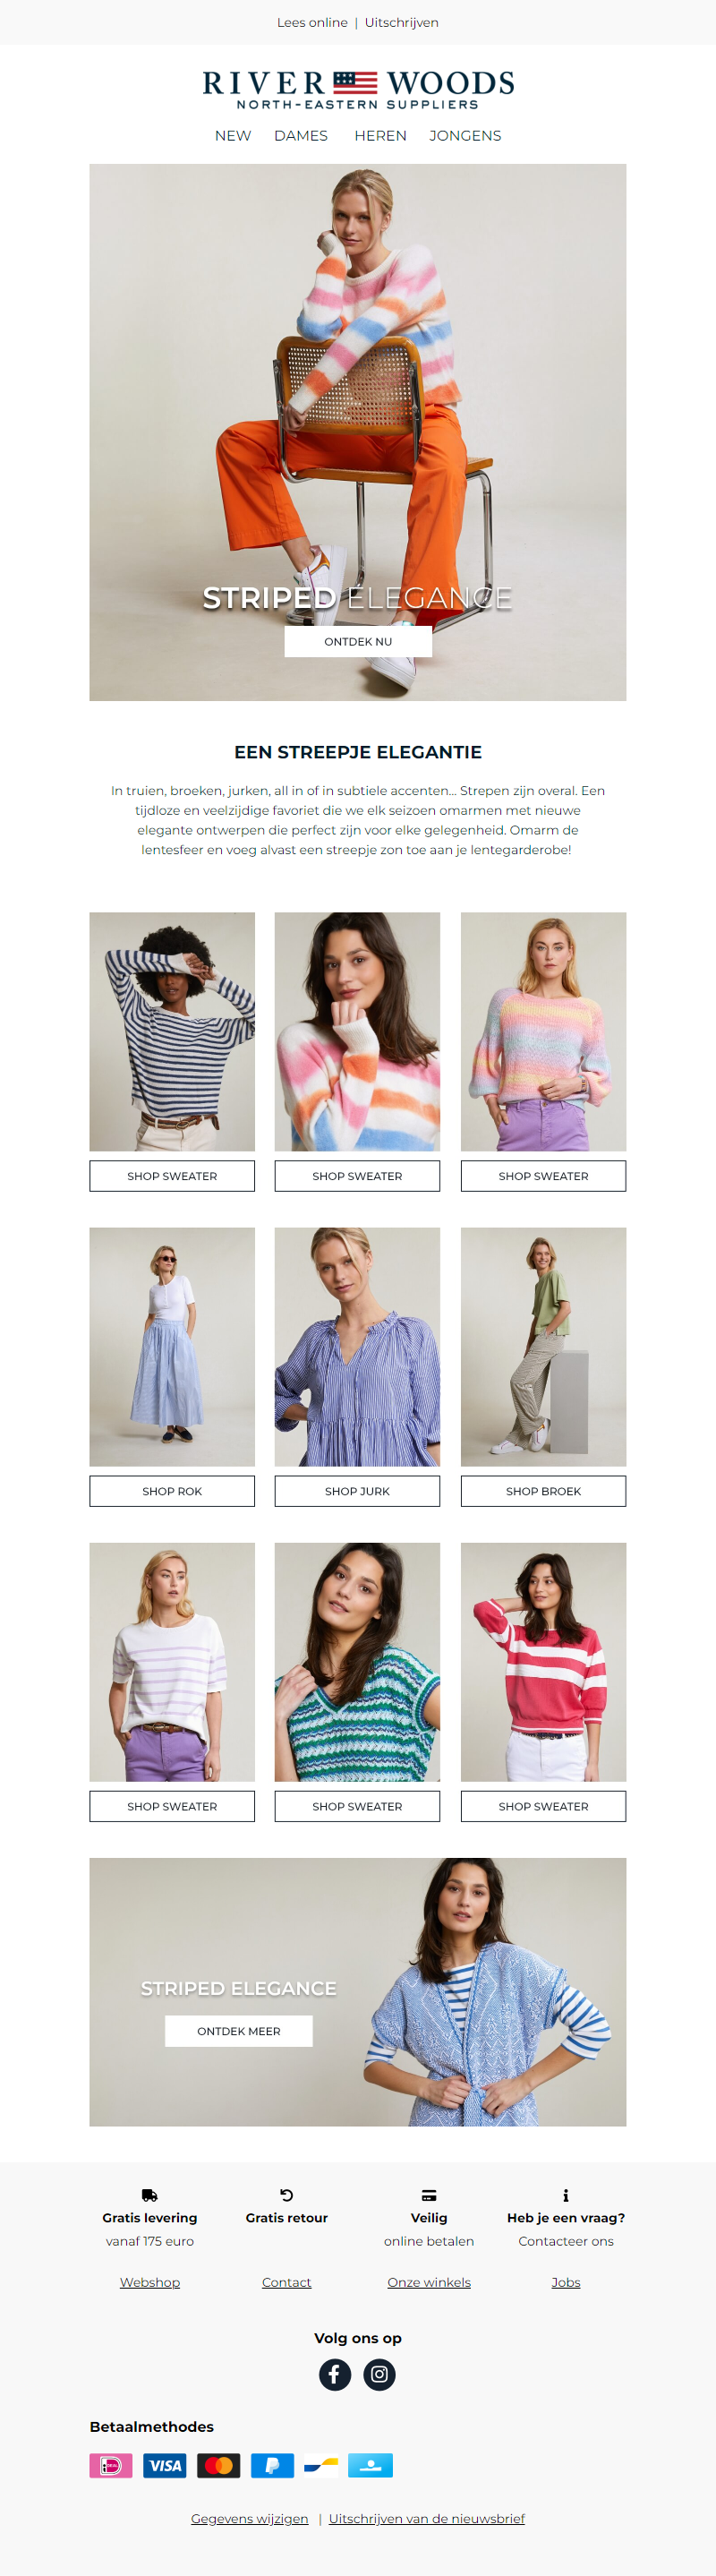 Lees online | Uitschrijven
RIVER WOODS
NORTH-EASTERN SUPPLIERS
NEW DAMES HEREN JONGENS
STRIPED ELEGANCE
ONTDEK NU
EEN STREEPJE ELEGANTIE
In truien, broeken, jurken, all in of in subtiele accenten... Strepen zijn overal. Een
tijdloze en veelzijdige favoriet die we elk seizoen omarmen met nieuwe
elegante ontwerpen die perfect zijn voor elke gelegenheid. Omarm de
lentesfeer en voeg alvast een streepje zon toe aan je lentegarderobe!
SHOP SWEATER SHOP SWEATER SHOP SWEATER
SHOP ROK SHOP JURK SHOP BROEK
SHOP SWEATER SHOP SWEATER SHOP SWEATER
STRIPED ELEGANCE
ONTDEK MEER
Gratis levering Gratis retour Veilig Heb je een vraag?
vanaf 175 euro online betalen Contacteer ons
Webshop Contact Onze winkels Jobs
Volg ons op
Betaalmethodes
VISA
Gegevens wijzigen | Uitschrijven van de nieuwsbrief